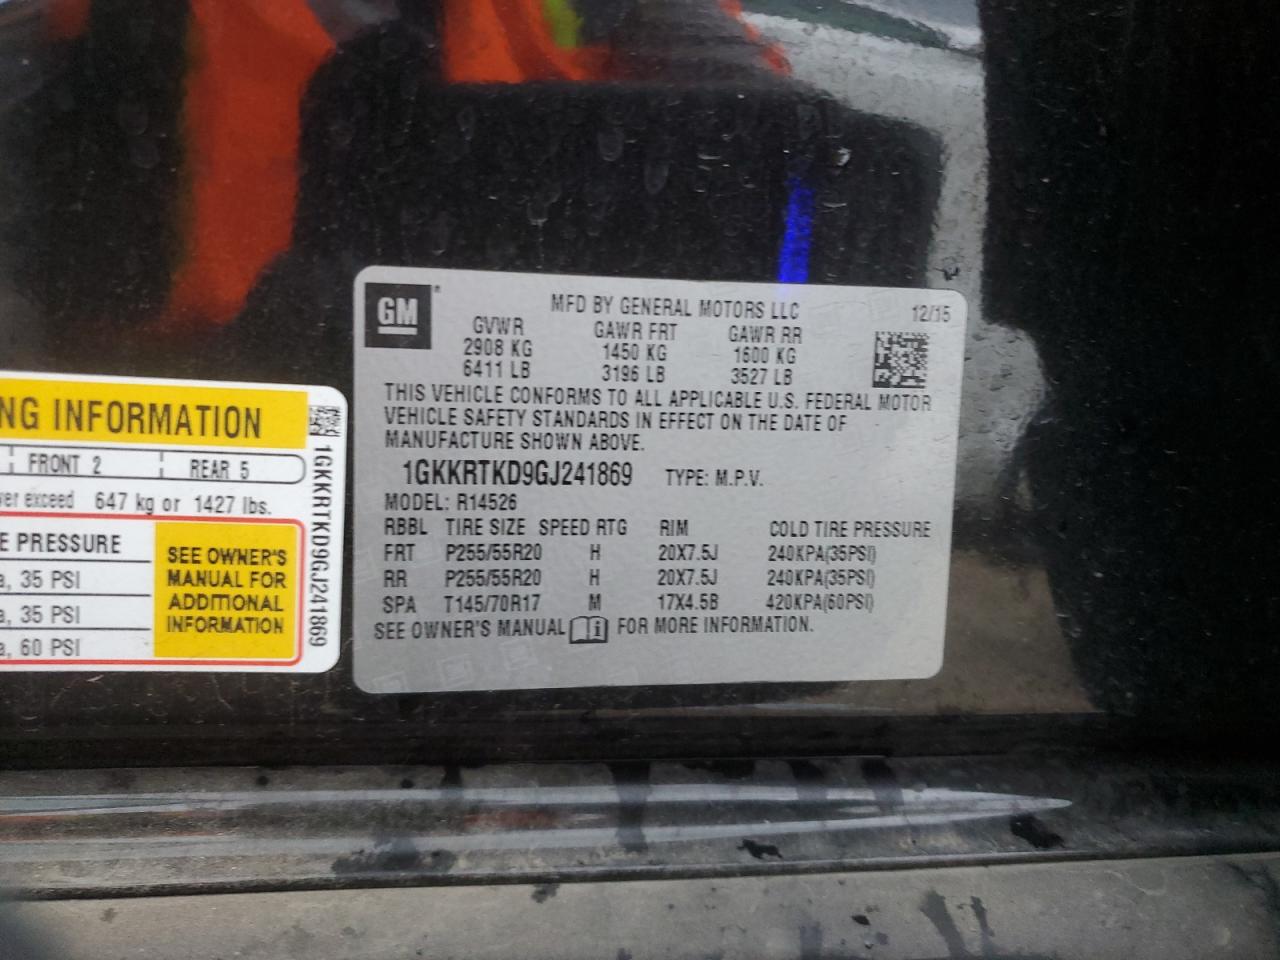 NG INFORMATION
FRONT 2 REAR 5
exceed 647 kg or 1427 lbs.
E PRESSURE
35 PSI
35 PSI
60 PSI
SEE OWNER'S
MANUAL FOR
ADDITIONAL
INFORMATION
1GKKRTKD9GJ241869
GM
MFD BY GENERAL MOTORS LLC 12/15
GVWR GAWR FRT GAWR RR
2908 KG 1450 KG 1600 KG
6411 LB 3196 LB 3527 LB
THIS VEHICLE CONFORMS TO ALL APPLICABLE U.S. FEDERAL MOTOR
VEHICLE SAFETY STANDARDS IN EFFECT ON THE DATE OF
MANUFACTURE SHOWN ABOVE.
1GKKRTKD9GJ241869 TYPE: M.P.V.
MODEL: R14526
RBBL TIRE SIZE SPEED RTG RIM COLD TIRE PRESSURE
FRT P255/55R20 H 20X7.5J 240KPA(35PSI)
RR P255/55R20 H 20X7.5J 240KPA(35PSI)
SPA T145/70R17 M 17X4.5B 420KPA(60PSI)
SEE OWNER'S MANUAL FOR MORE INFORMATION.